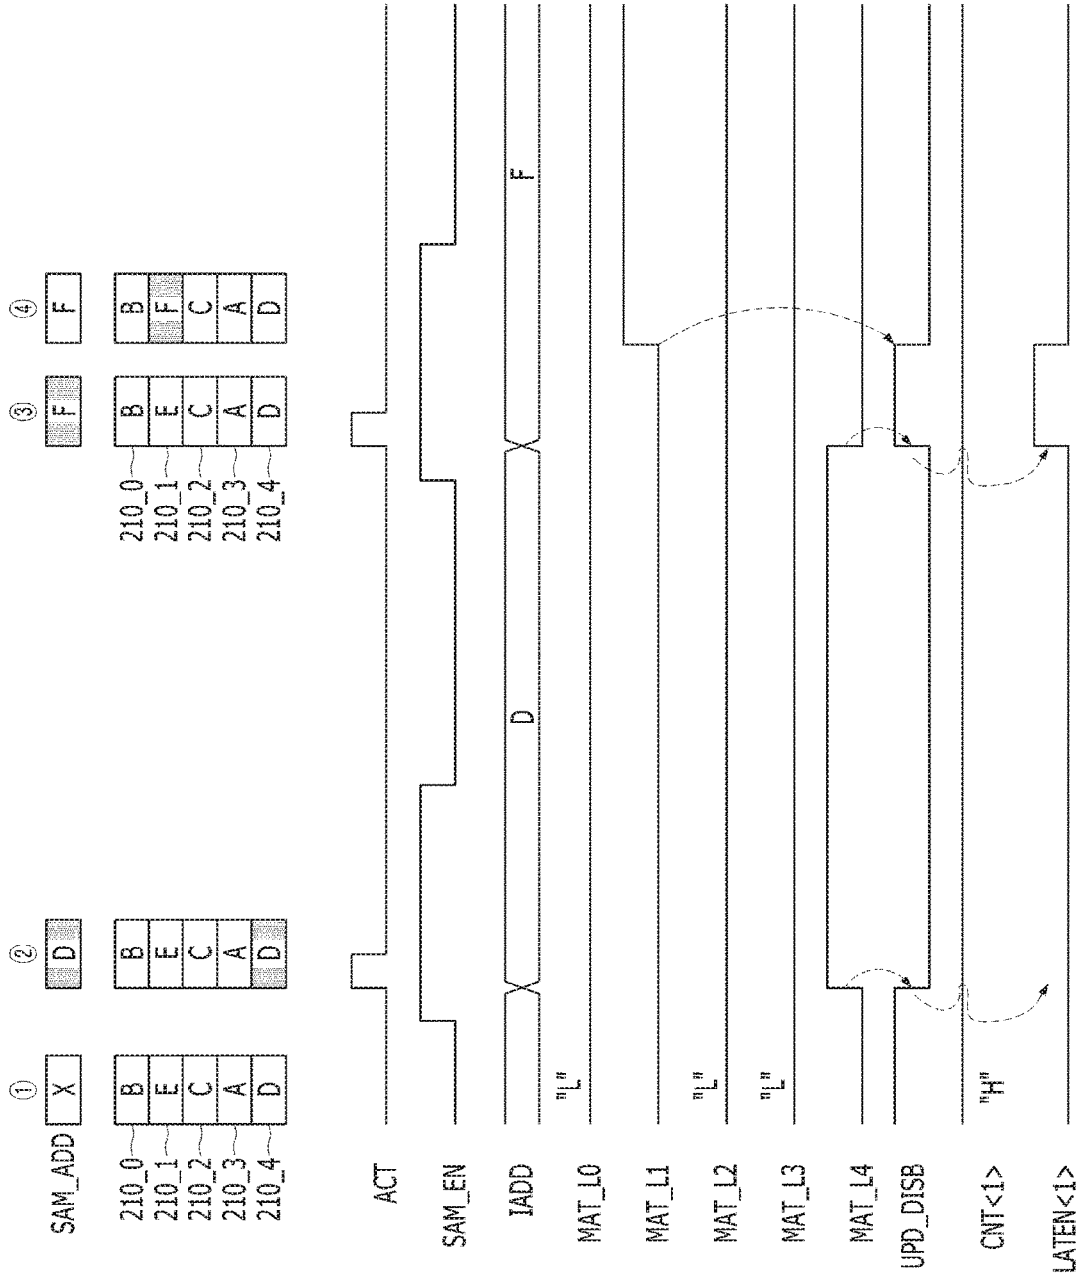 ① ② ③ ④
SAM_ADD X D F F
210_0 B B 210_0 B B
210_1 E E 210_1 E F
210_2 C C 210_2 C C
210_3 A A 210_3 A A
210_4 D D 210_4 D D
ACT
SAM_EN
IADD D F
MAT_L0 "L"
MAT_L1
MAT_L2 "L"
MAT_L3 "L"
MAT_L4
UPD_DISB
CNT<1> "H"
LATEN<1>